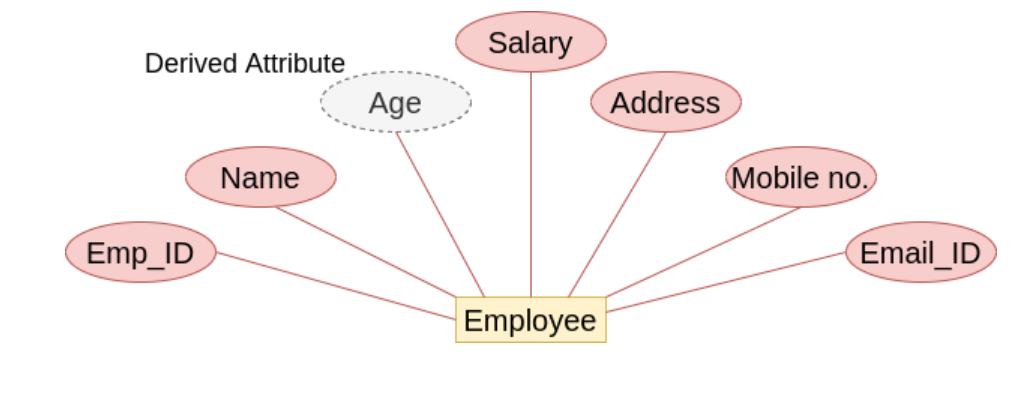 Salary
Derived Attribute
Age
Address
Name
Mobile no.
Emp_ID
Email_ID
Employee